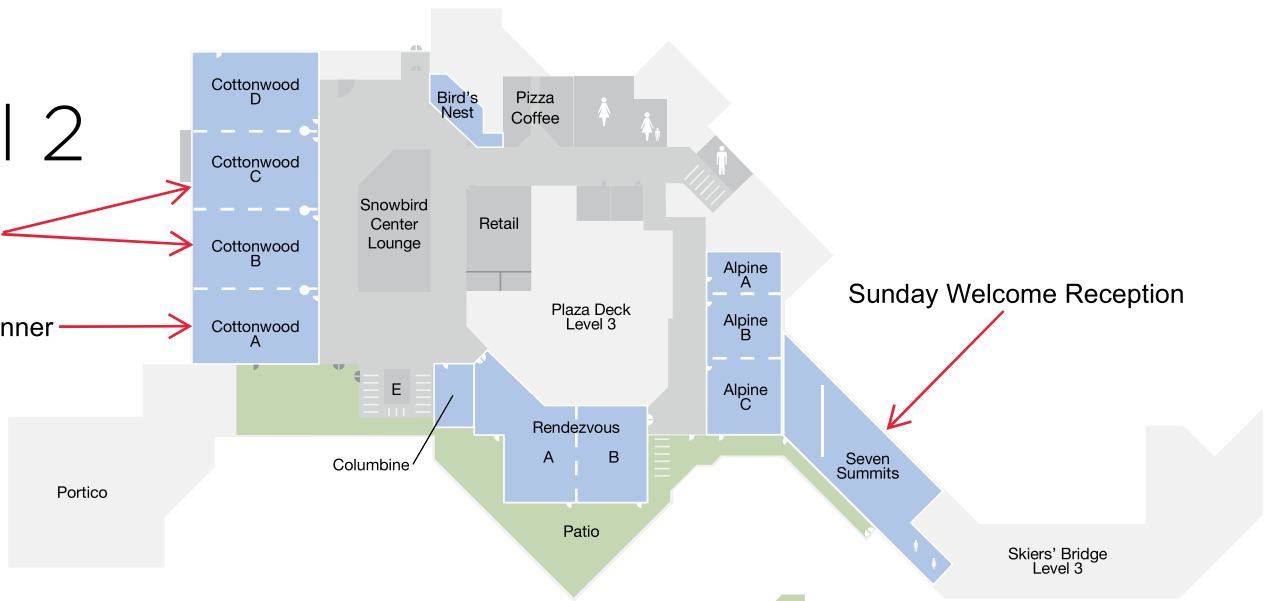 l 2
Cottonwood
D
Cottonwood
C
Cottonwood
B
Cottonwood
A
nner
Bird's
Nest
Pizza
Coffee
Snowbird
Center
Lounge
Retail
Plaza Deck
Level 3
Alpine
A
Alpine
B
Alpine
C
Sunday Welcome Reception
E
Columbine
Rendezvous
A B
Seven
Summits
Portico
Patio
Skiers' Bridge
Level 3